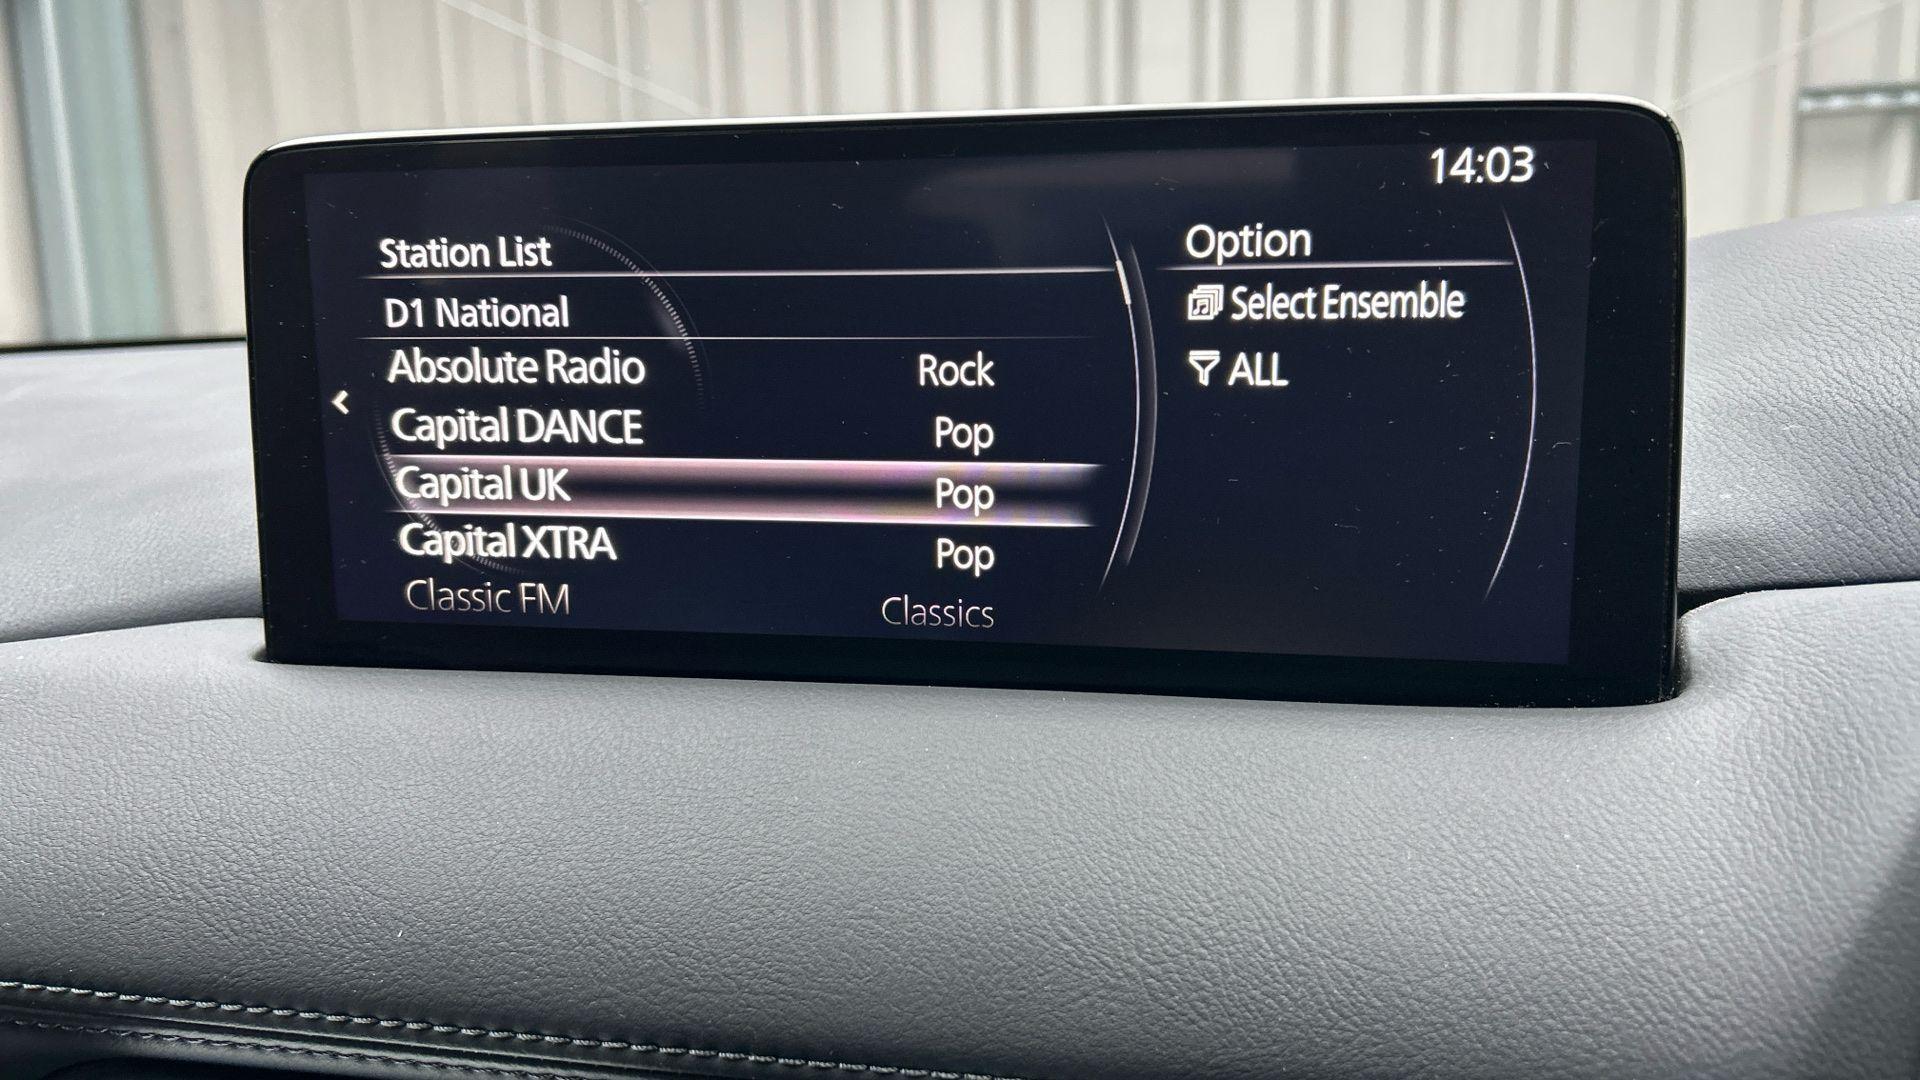 14:03
Station List
D1 National
Absolute Radio Rock
Capital DANCE Pop
Capital UK Pop
Capital XTRA Pop
Classic FM Classics
Option
Select Ensemble
ALL